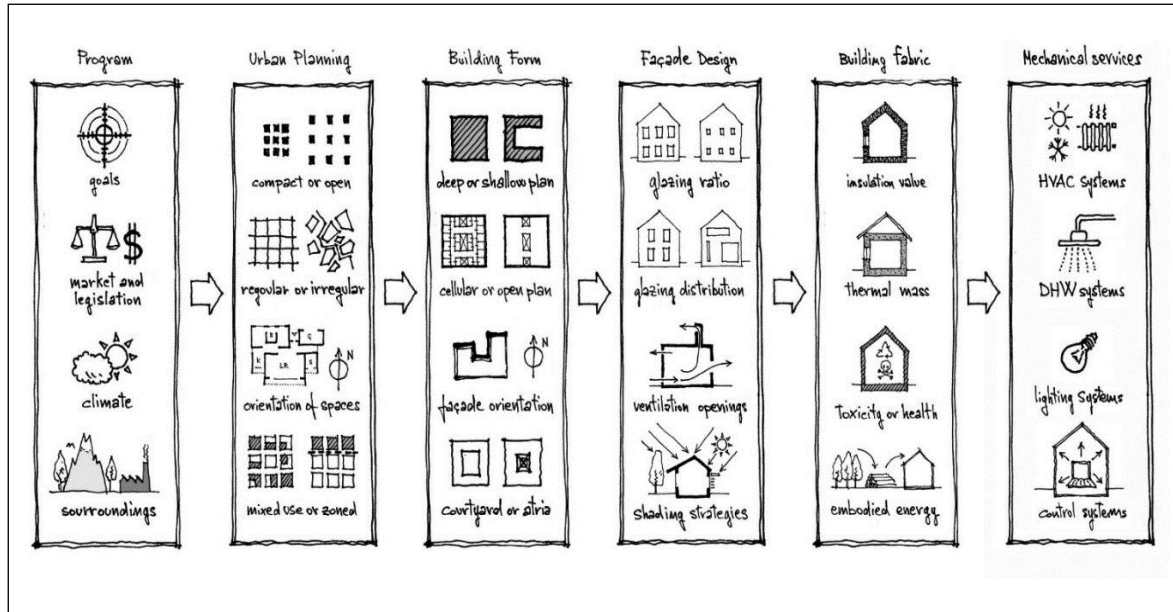 Program
goals
market and
legislation
climate
sourroundings
Urban Planning
compact or open
regoular or irregular
N
LR
orientation of spaces
mixed use or zoned
Building Form
deep or shallow plan
cellular or open plan
N
façade orientation
courtyard or atria
Façade Design
glazing ratio
glazing distribution
ventilation openings
shading strategies
Building fabric
insulation value
thermal mass
Toxicity or health
embodied energy
Mechanical services
$
HVAC systems
DHW systems
lighting systems
control systems